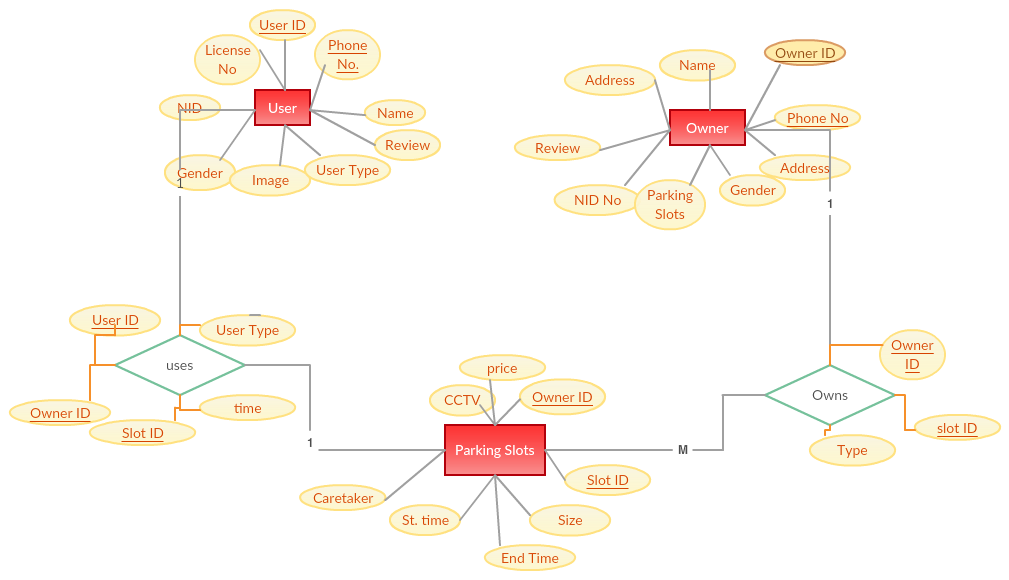 User ID
License
No
Phone
No.
NID
User
Name
Review
Gender
Image
User Type
1
Owner ID
Name
Address
Phone No
Owner
Review
Address
NID No
Parking
Slots
Gender
1
User ID
User Type
uses
Owner ID
time
Slot ID
1
price
CCTV
Owner ID
Parking Slots
M
Slot ID
Caretaker
St. time
Size
End Time
Owner
ID
Owns
slot ID
Type